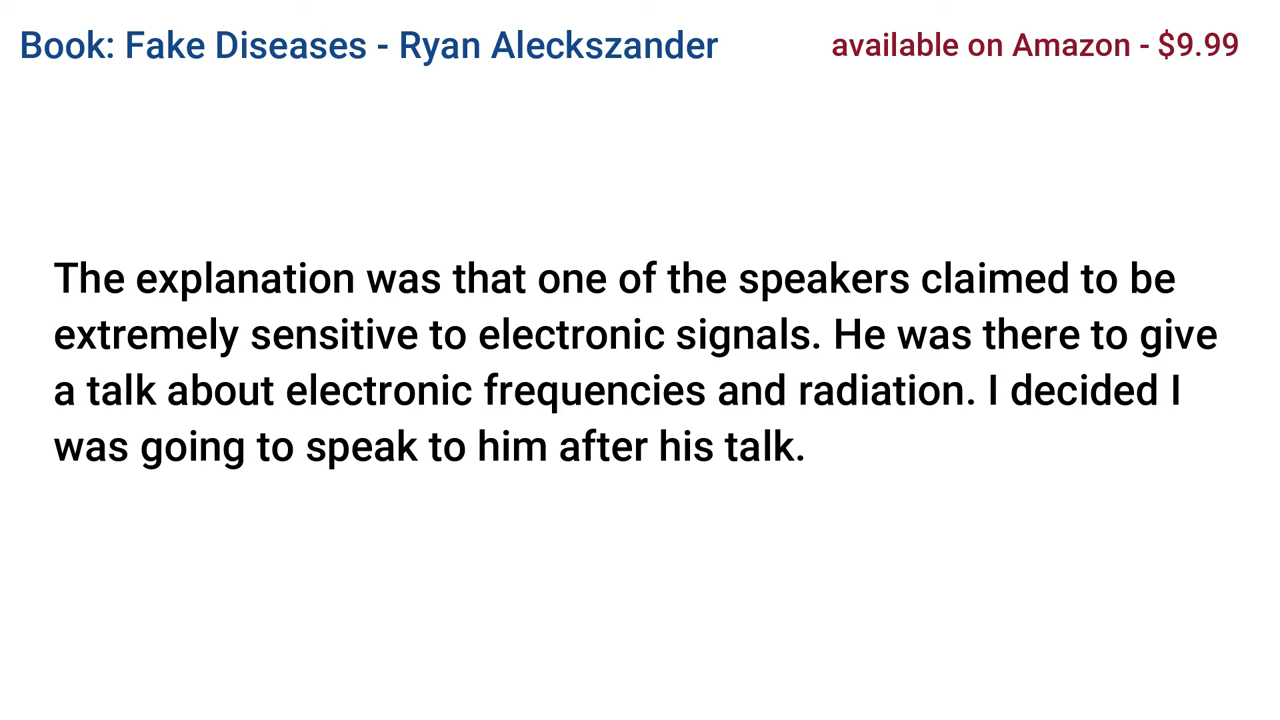 Book: Fake Diseases - Ryan Aleckszander
available on Amazon - $9.99
The explanation was that one of the speakers claimed to be
extremely sensitive to electronic signals. He was there to give
a talk about electronic frequencies and radiation. I decided I
was going to speak to him after his talk.